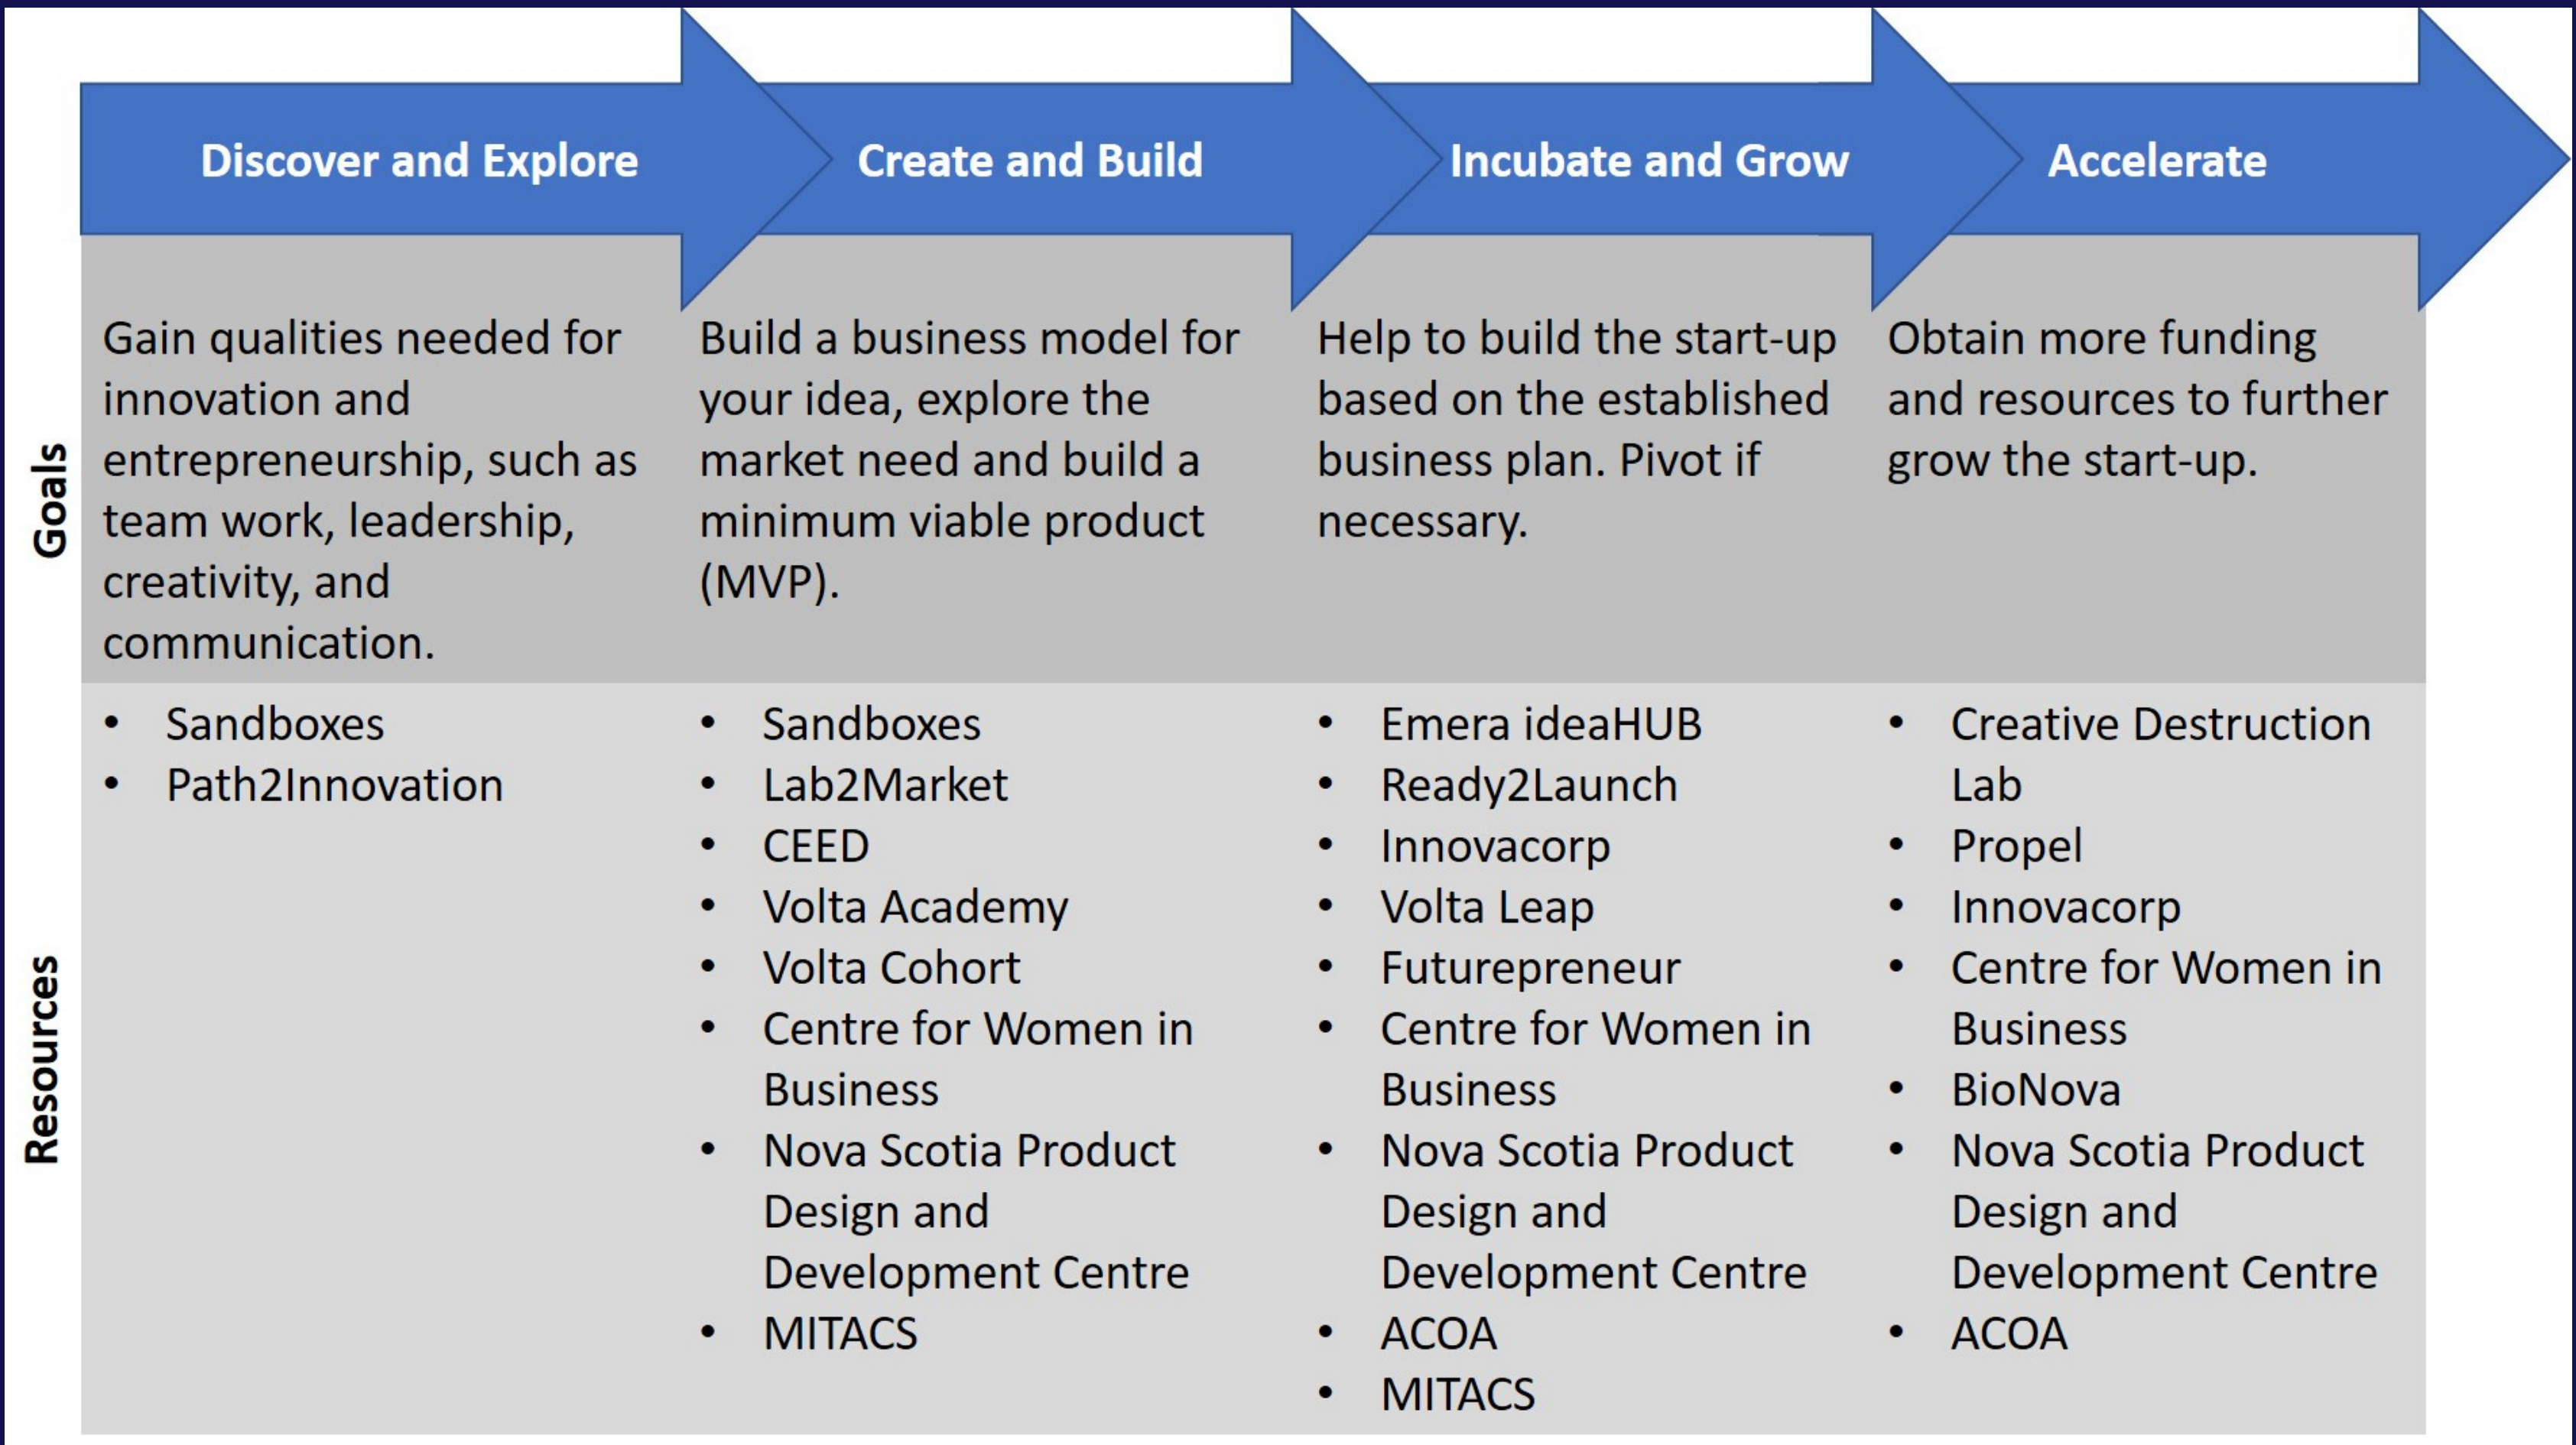 Discover and Explore
Create and Build
Incubate and Grow
Accelerate
Goals
Gain qualities needed for
innovation and
entrepreneurship, such as
team work, leadership,
creativity, and
communication.
Build a business model for
your idea, explore the
market need and build a
minimum viable product
(MVP).
Help to build the start-up
based on the established
business plan. Pivot if
necessary.
Obtain more funding
and resources to further
grow the start-up.
Resources
• Sandboxes
• Path2Innovation
• Sandboxes
• Lab2Market
• CEED
• Volta Academy
• Volta Cohort
• Centre for Women in
Business
• Nova Scotia Product
Design and
Development Centre
• MITACS
• Emera ideaHUB
• Ready2Launch
• Innovacorp
• Volta Leap
• Futurepreneur
• Centre for Women in
Business
• Nova Scotia Product
Design and
Development Centre
• ACOA
• MITACS
• Creative Destruction
Lab
• Propel
• Innovacorp
• Centre for Women in
Business
• BioNova
• Nova Scotia Product
Design and
Development Centre
• ACOA